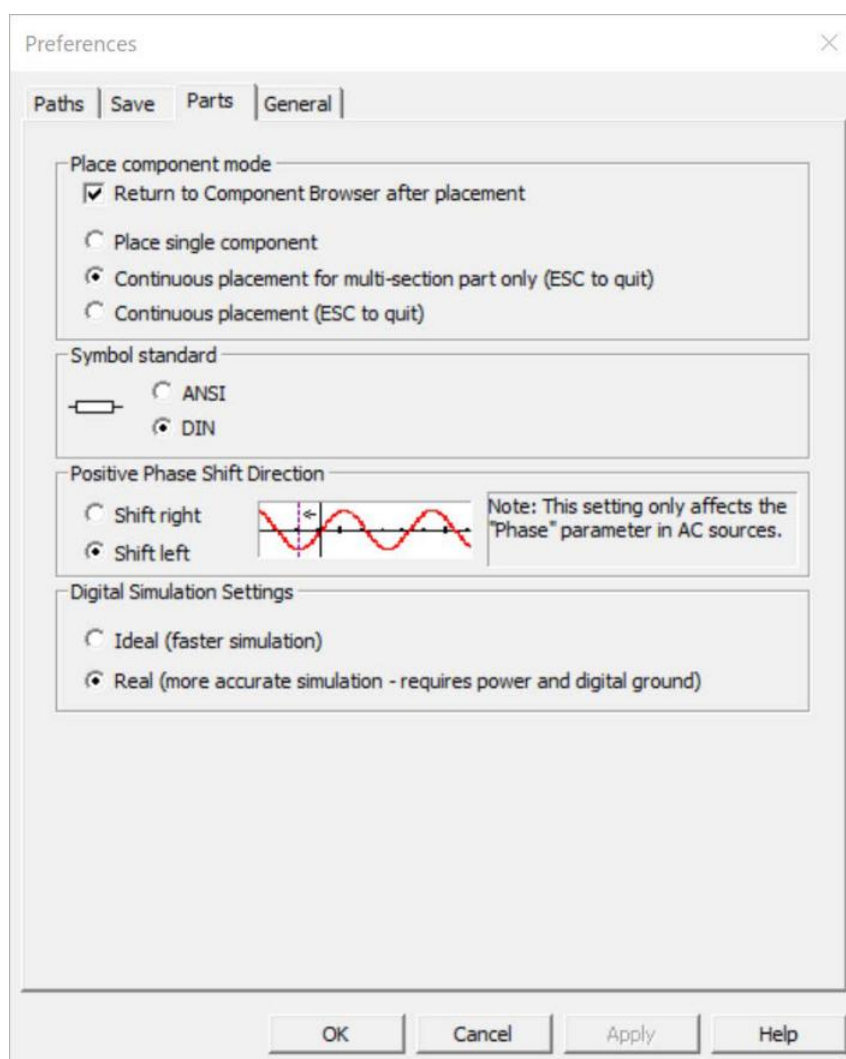 Preferences
Paths Save Parts General
Place component mode
Return to Component Browser after placement
Place single component
Continuous placement for multi-section part only (ESC to quit)
Continuous placement (ESC to quit)
Symbol standard
ANSI
DIN
Positive Phase Shift Direction
Shift right
Shift left
Note: This setting only affects the
"Phase" parameter in AC sources.
Digital Simulation Settings
Ideal (faster simulation)
Real (more accurate simulation - requires power and digital ground)
OK Cancel Apply Help